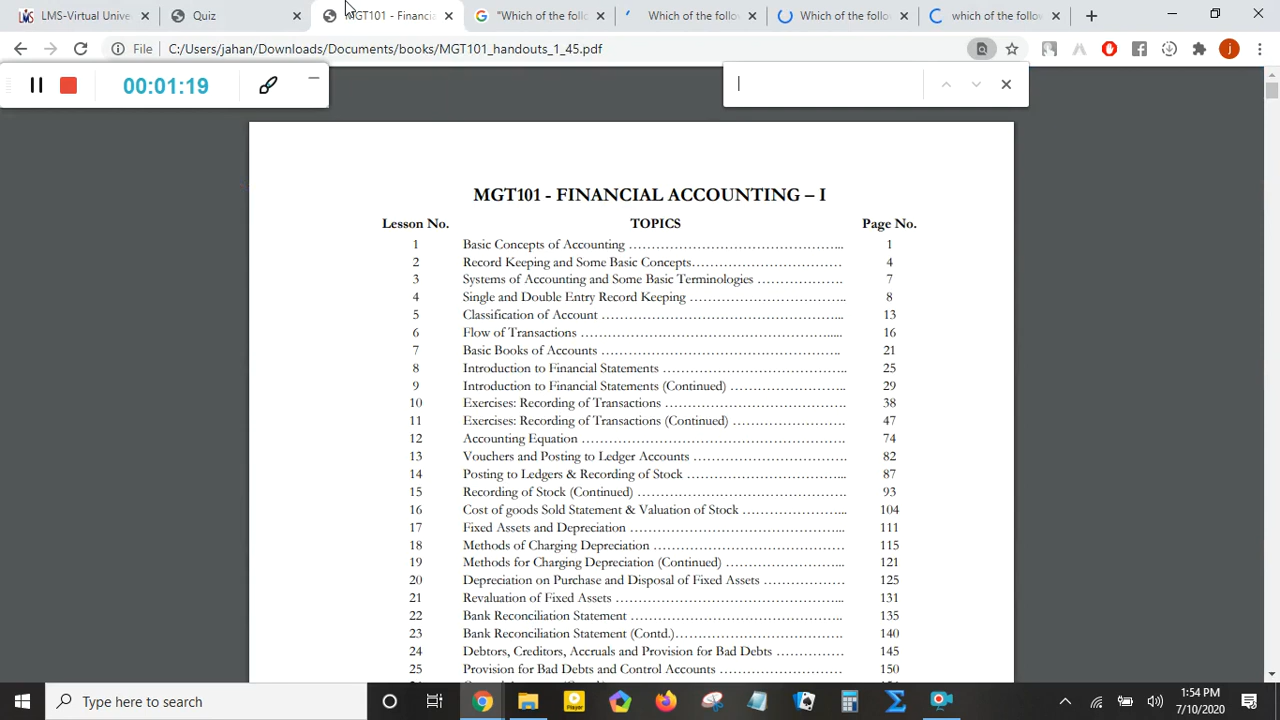 LMS-Virtual Unive
Quiz
MGT101 - Financia
"Which of the follo
Which of the follo
Which of the follo
which of the follow
File C:/Users/jahan/Downloads/Documents/books/MGT101_handouts_1_45.pdf
j
00:01:19
MGT101 - FINANCIAL ACCOUNTING – I
Lesson No. TOPICS Page No.
1 Basic Concepts of Accounting ………………………………………... 1
2 Record Keeping and Some Basic Concepts…………………………… 4
3 Systems of Accounting and Some Basic Terminologies ………………. 7
4 Single and Double Entry Record Keeping …………………………….. 8
5 Classification of Account ……………………………………………... 13
6 Flow of Transactions ………………………………………………..... 16
7 Basic Books of Accounts …………………………………………….. 21
8 Introduction to Financial Statements ………………………………….. 25
9 Introduction to Financial Statements (Continued) …………………….. 29
10 Exercises: Recording of Transactions …………………………………. 38
11 Exercises: Recording of Transactions (Continued) ……………………. 47
12 Accounting Equation …………………………………………………. 74
13 Vouchers and Posting to Ledger Accounts ……………………………. 82
14 Posting to Ledgers & Recording of Stock ……………………………... 87
15 Recording of Stock (Continued) ……………………………………… 93
16 Cost of goods Sold Statement & Valuation of Stock …………………... 104
17 Fixed Assets and Depreciation ………………………………………... 111
18 Methods of Charging Depreciation …………………………………… 115
19 Methods for Charging Depreciation (Continued) ……………………... 121
20 Depreciation on Purchase and Disposal of Fixed Assets ……………… 125
21 Revaluation of Fixed Assets …………………………………………... 131
22 Bank Reconciliation Statement ……………………………………….. 135
23 Bank Reconciliation Statement (Contd.)………………………………. 140
24 Debtors, Creditors, Accruals and Provision for Bad Debts …………… 145
25 Provision for Bad Debts and Control Accounts ………………………. 150
Type here to search
Player
1:54 PM
7/10/2020